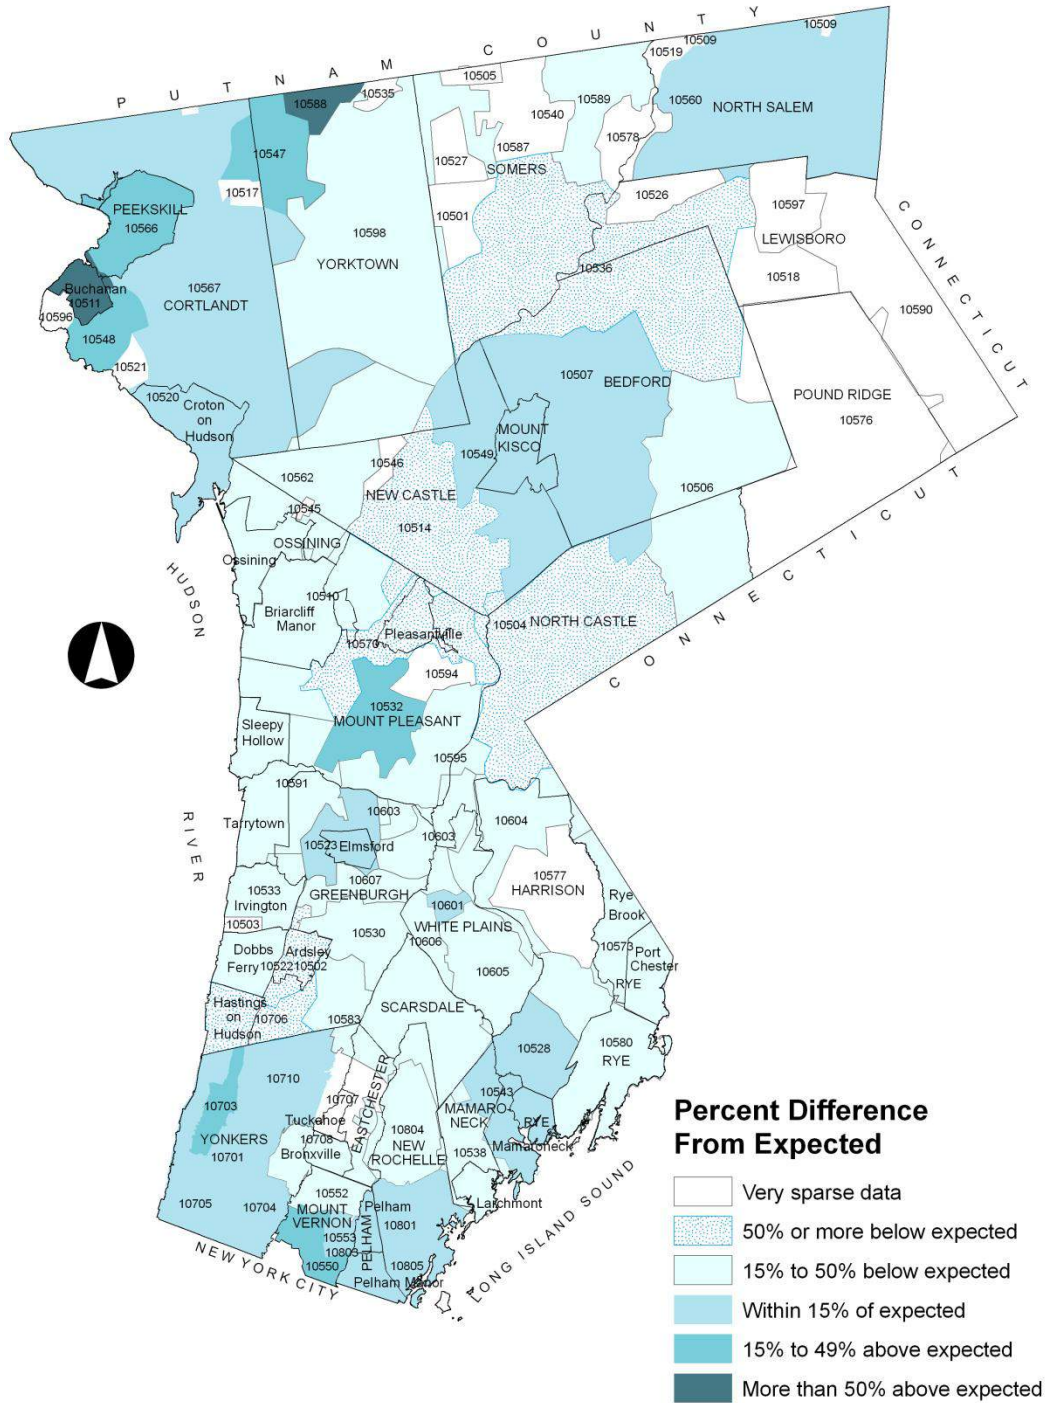 PUTNAM COUNTY
10509
10509
10519
10505
10535
10588
10589
10560
NORTH SALEM
10540
10578
10547
10587
10527
SOMERS
10517
10526
10597
PEEKSKILL
10566
10501
LEWISBORO
10598
YORKTOWN
10536
10518
CONNECTICUT
Buchanan
10511
10567
CORTLANDT
10590
10596
10548
10521
10507
BEDFORD
POUND RIDGE
10576
10520
Croton
on
Hudson
MOUNT
KISCO
10549
10546
10562
NEW CASTLE
10506
10545
10514
OSSINING
Ossining
CONNECTICUT
HUDSON
10510
Briarcliff
Manor
10504
NORTH CASTLE
Pleasantville
10570
10594
10532
MOUNT PLEASANT
Sleepy
Hollow
10595
10591
RIVER
Tarrytown
10603
10603
10604
10523
Elmsford
10577
HARRISON
10607
GREENBURGH
10533
Irvington
Rye
Brook
10601
10503
WHITE PLAINS
10530
10606
Dobbs
Ferry
10522
Ardsley
10502
10573
Port
Chester
10605
RYE
Hastings
on
Hudson
10706
SCARSDALE
10583
10528
10580
RYE
10710
10543
10703
10707
EASTCHESTER
MAMARO
NECK
RYE
Tuckahoe
10804
NEW
ROCHELLE
Mamaroneck
YONKERS
10701
10708
Bronxville
10538
10552
10705
10704
MOUNT
VERNON
Pelham
Larchmont
10801
10553
10803
PELHAM
10550
10805
Pelham Manor
NEW YORK CITY
LONG ISLAND SOUND
Percent Difference
From Expected
Very sparse data
50% or more below expected
15% to 50% below expected
Within 15% of expected
15% to 49% above expected
More than 50% above expected